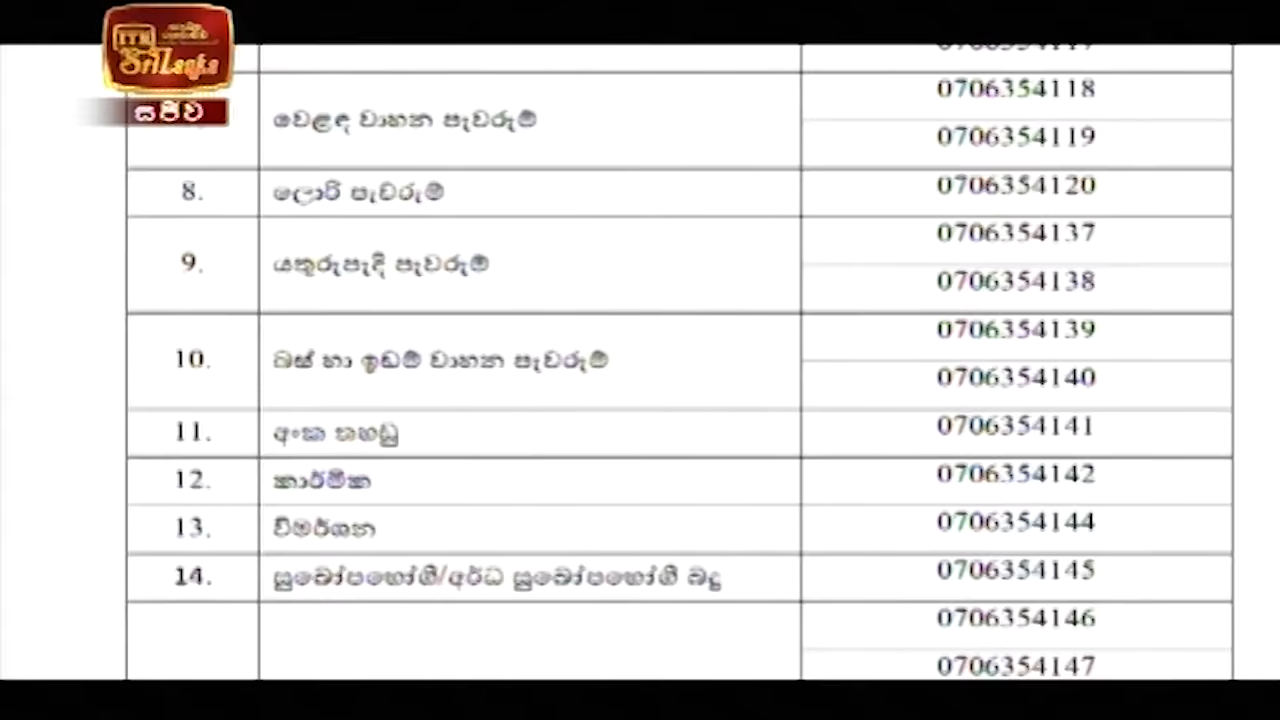 ITN
Sri Lanka
සජීව
0706354117
0706354118
වෙළඳ වාහන පැවරුම්
0706354119
8. ලොරි පැවරුම් 0706354120
0706354137
9. යතුරුපැදි පැවරුම්
0706354138
0706354139
10. බස් හා ඉඩම් වාහන පැවරුම්
0706354140
11. අංක තහඩු 0706354141
12. කාර්මික 0706354142
13. විමර්ශන 0706354144
14. සුඛෝපභෝගී/අර්ධ සුඛෝපභෝගී බදු 0706354145
0706354146
0706354147